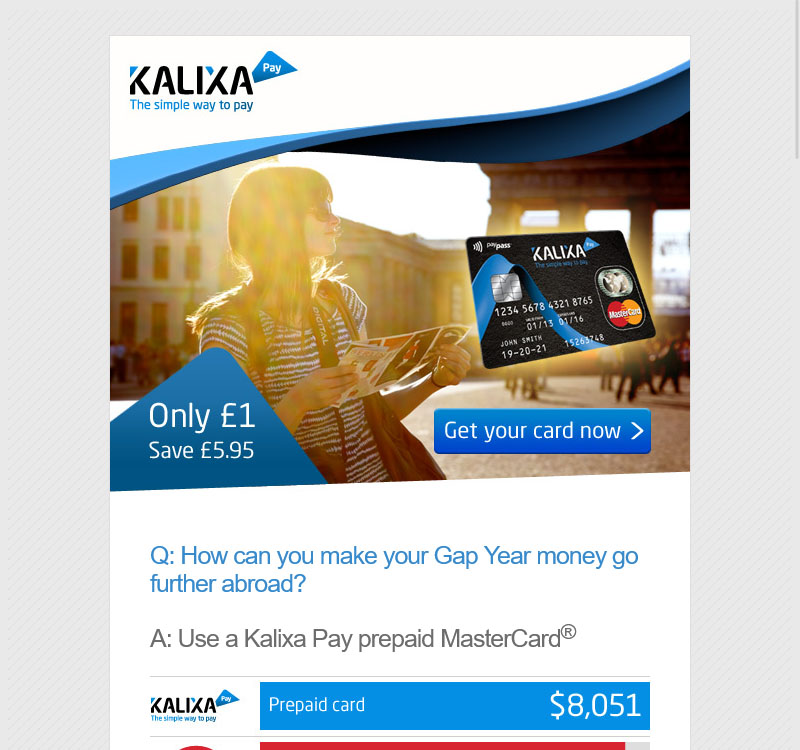 KALIXA Pay
The simple way to pay
paypass
KALIXA Pay
The simple way to pay
1234 5678 4321 8765
01/13 01/16
MasterCard
JOHN SMITH
19-20-21 15263748
DIGITAL
Only £1
Save £5.95
Get your card now
Q: How can you make your Gap Year money go
further abroad?
A: Use a Kalixa Pay prepaid MasterCard®
KALIXA Pay
The simple way to pay
Prepaid card
$8,051